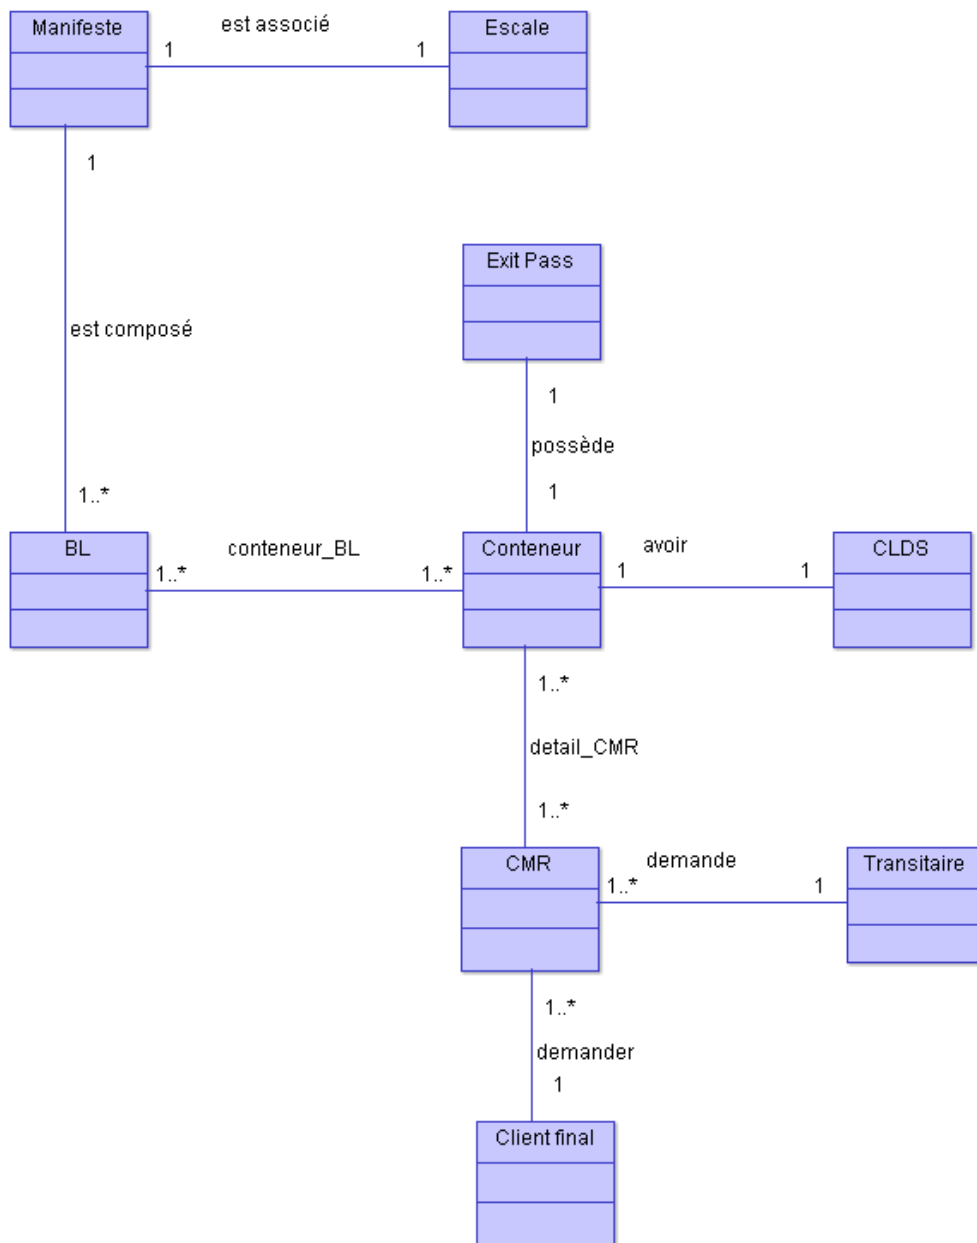 Manifeste
est associé
Escale
1
1
1
Exit Pass
est composé
1
possède
1..*
1
BL
conteneur_BL
Conteneur
avoir
CLDS
1..*
1..*
1
1
1..*
detail_CMR
1..*
CMR
demande
Transitaire
1..*
1
1..*
demander
1
Client final